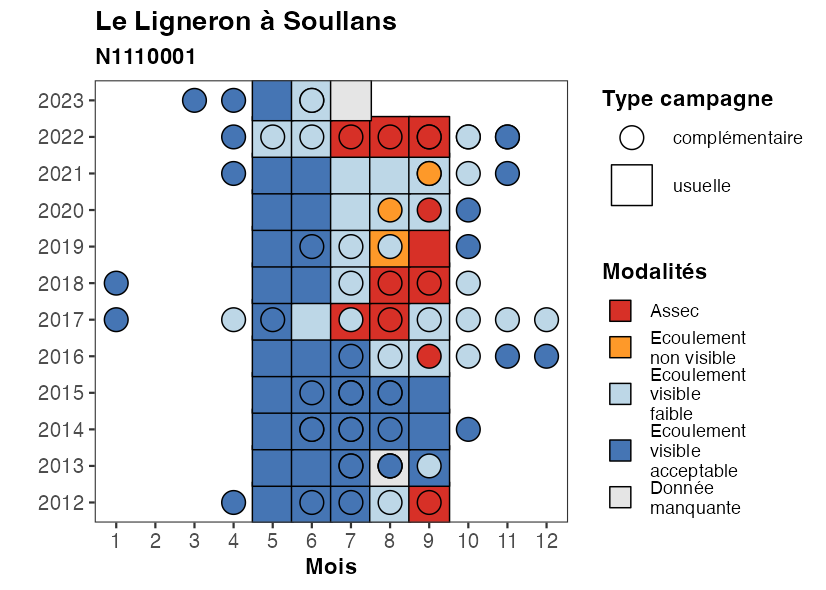 Le Ligneron à Soullans
N1110001
2023
2022
2021
2020
2019
2018
2017
2016
2015
2014
2013
2012
1 2 3 4 5 6 7 8 9 10 11 12
Mois
Type campagne
complémentaire
usuelle
Modalités
Assec
Ecoulement
non visible
Ecoulement
visible
faible
Ecoulement
visible
acceptable
Donnée
manquante